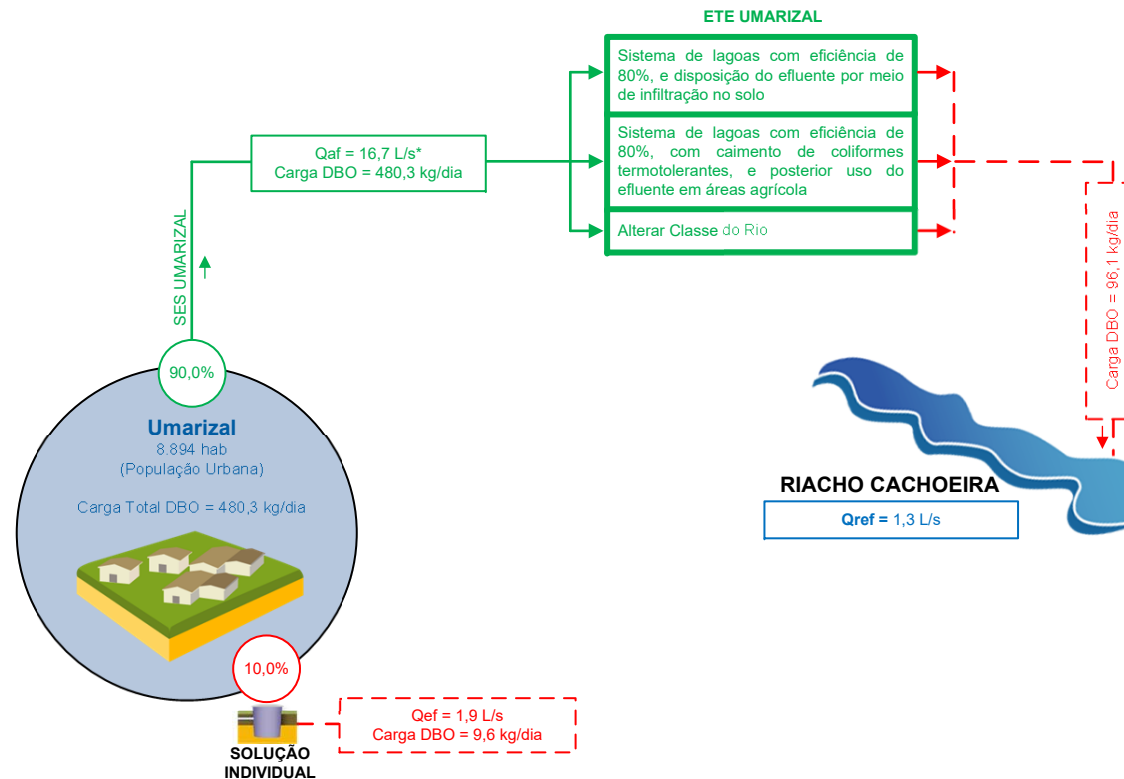 ETE UMARIZAL
Sistema de lagoas com eficiência de
80%, e disposição do efluente por meio
de infiltração no solo
Sistema de lagoas com eficiência de
80%, com caimento de coliformes
termotolerantes, e posterior uso do
efluente em áreas agrícola
Alterar Classe do Rio
Qaf = 16,7 L/s*
Carga DBO = 480,3 kg/dia
SES UMARIZAL
Carga DBO = 96,1 kg/dia
90,0%
Umarizal
8.894 hab
(População Urbana)
Carga Total DBO = 480,3 kg/dia
RIACHO CACHOEIRA
Qref = 1,3 L/s
10,0%
Qef = 1,9 L/s
Carga DBO = 9,6 kg/dia
SOLUÇÃO
INDIVIDUAL